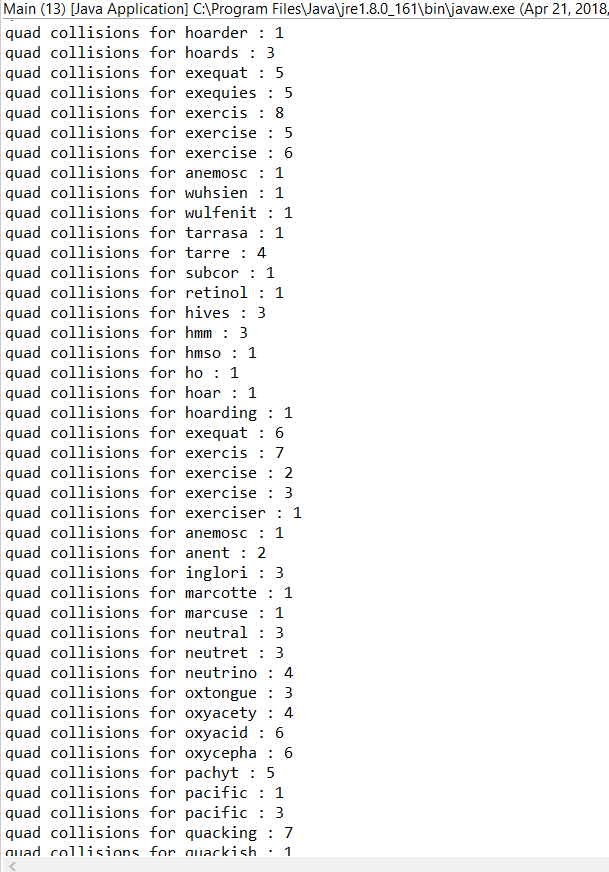 Main (13) [Java Application] C:\Program Files\Java\jre1.8.0_161\bin\javaw.exe (Apr 21, 2018,
quad collisions for hoarder : 1
quad collisions for hoards : 3
quad collisions for exequat : 5
quad collisions for exequies : 5
quad collisions for exercis : 8
quad collisions for exercise : 5
quad collisions for exercise : 6
quad collisions for anemosc : 1
quad collisions for wuhsien : 1
quad collisions for wulfenit : 1
quad collisions for tarrasa : 1
quad collisions for tarre : 4
quad collisions for subcor : 1
quad collisions for retinol : 1
quad collisions for hives : 3
quad collisions for hmm : 3
quad collisions for hmso : 1
quad collisions for ho : 1
quad collisions for hoar : 1
quad collisions for hoarding : 1
quad collisions for exequat : 6
quad collisions for exercis : 7
quad collisions for exercise : 2
quad collisions for exercise : 3
quad collisions for exerciser : 1
quad collisions for anemosc : 1
quad collisions for anent : 2
quad collisions for inglori : 3
quad collisions for marcotte : 1
quad collisions for marcuse : 1
quad collisions for neutral : 3
quad collisions for neutret : 3
quad collisions for neutrino : 4
quad collisions for oxtongue : 3
quad collisions for oxyacety : 4
quad collisions for oxyacid : 6
quad collisions for oxycepha : 6
quad collisions for pachyt : 5
quad collisions for pacific : 1
quad collisions for pacific : 3
quad collisions for quacking : 7
quad collisions for quackish : 1